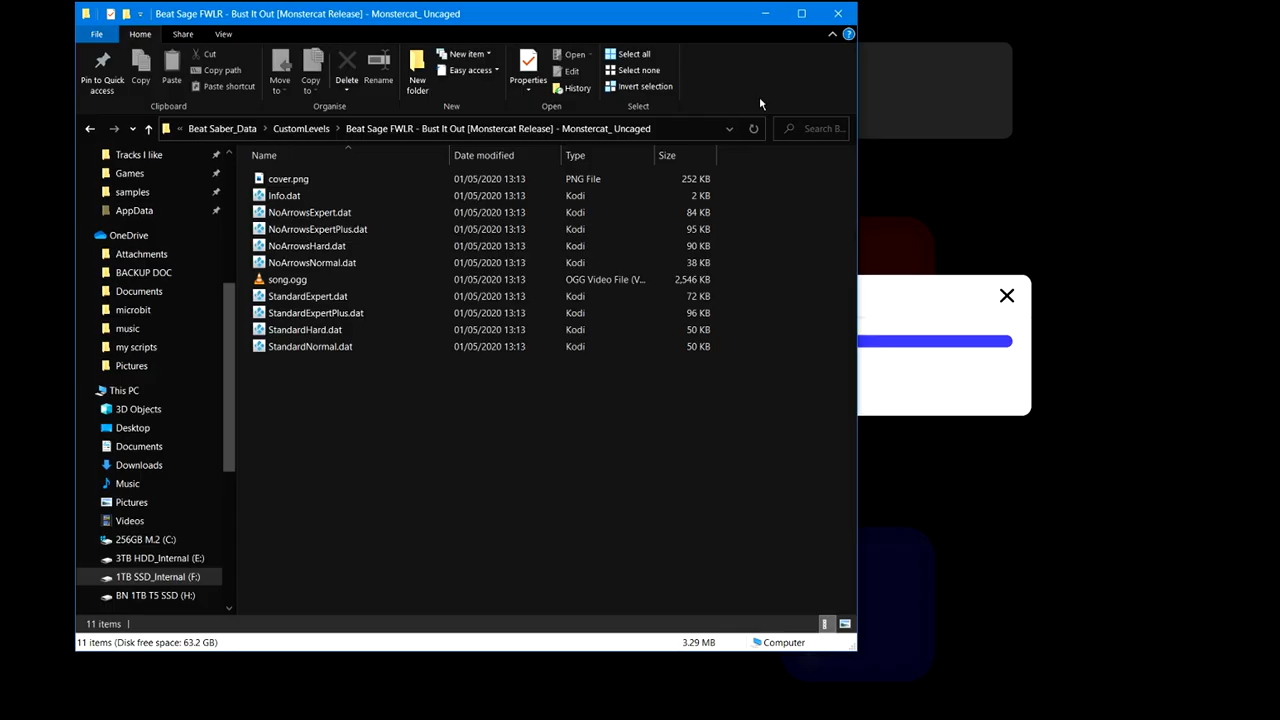 Beat Sage FWLR - Bust It Out [Monstercat Release] - Monstercat_ Uncaged
File Home Share View
Pin to Quick access
Copy
Paste
Cut
Copy path
Paste shortcut
Clipboard
Move to
Copy to
Delete
Rename
Organise
New folder
New item
Easy access
New
Properties
Open
Edit
History
Open
Select all
Select none
Invert selection
Select
« Beat Saber_Data > CustomLevels > Beat Sage FWLR - Bust It Out [Monstercat Release] - Monstercat_ Uncaged
Search B...
Name Date modified Type Size
cover.png 01/05/2020 13:13 PNG File 252 KB
Info.dat 01/05/2020 13:13 Kodi 2 KB
NoArrowsExpert.dat 01/05/2020 13:13 Kodi 84 KB
NoArrowsExpertPlus.dat 01/05/2020 13:13 Kodi 95 KB
NoArrowsHard.dat 01/05/2020 13:13 Kodi 90 KB
NoArrowsNormal.dat 01/05/2020 13:13 Kodi 38 KB
song.ogg 01/05/2020 13:13 OGG Video File (V... 2,546 KB
StandardExpert.dat 01/05/2020 13:13 Kodi 72 KB
StandardExpertPlus.dat 01/05/2020 13:13 Kodi 96 KB
StandardHard.dat 01/05/2020 13:13 Kodi 50 KB
StandardNormal.dat 01/05/2020 13:13 Kodi 50 KB
Tracks I like
Games
samples
AppData
OneDrive
Attachments
BACKUP DOC
Documents
microbit
music
my scripts
Pictures
This PC
3D Objects
Desktop
Documents
Downloads
Music
Pictures
Videos
256GB M.2 (C:)
3TB HDD_Internal (E:)
1TB SSD_Internal (F:)
BN 1TB T5 SSD (H:)
11 items
11 items (Disk free space: 63.2 GB) 3.29 MB Computer